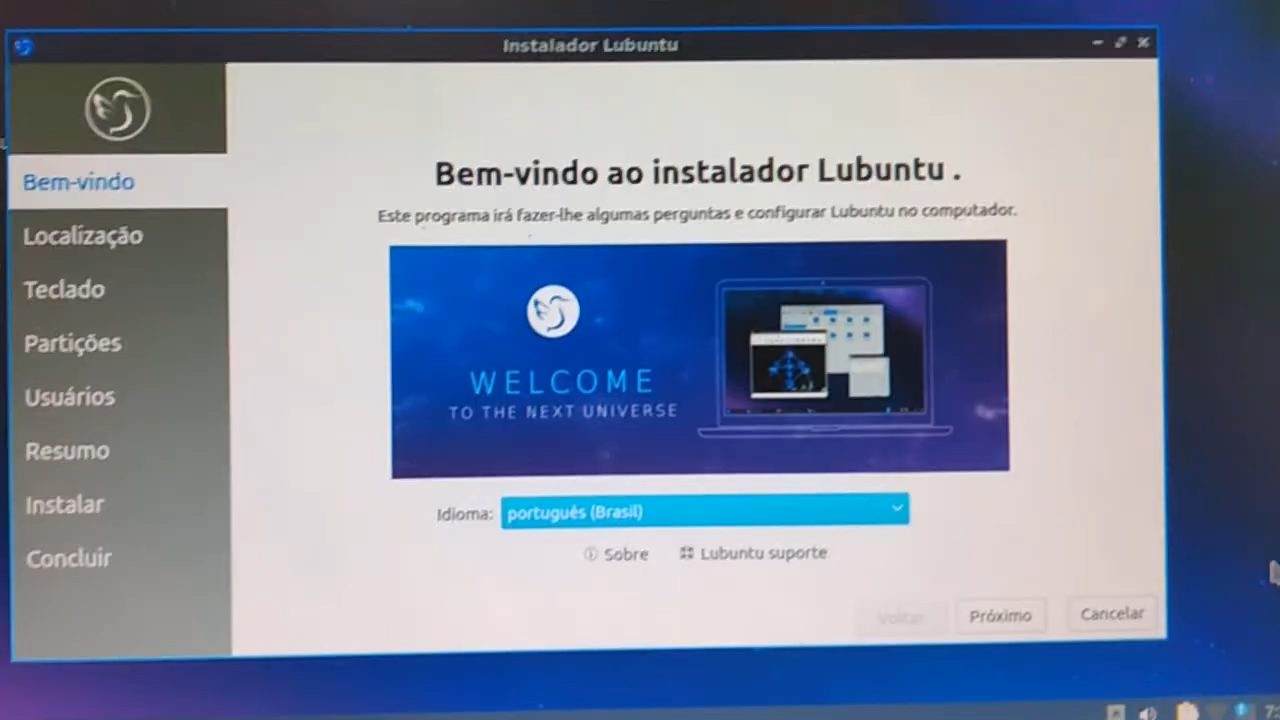 Instalador Lubuntu
Bem-vindo
Localização
Teclado
Partições
Usuários
Resumo
Instalar
Concluir
Bem-vindo ao instalador Lubuntu .
Este programa irá fazer-lhe algumas perguntas e configurar Lubuntu no computador.
WELCOME
TO THE NEXT UNIVERSE
Idioma: português (Brasil)
Sobre Lubuntu suporte
Voltar Próximo Cancelar